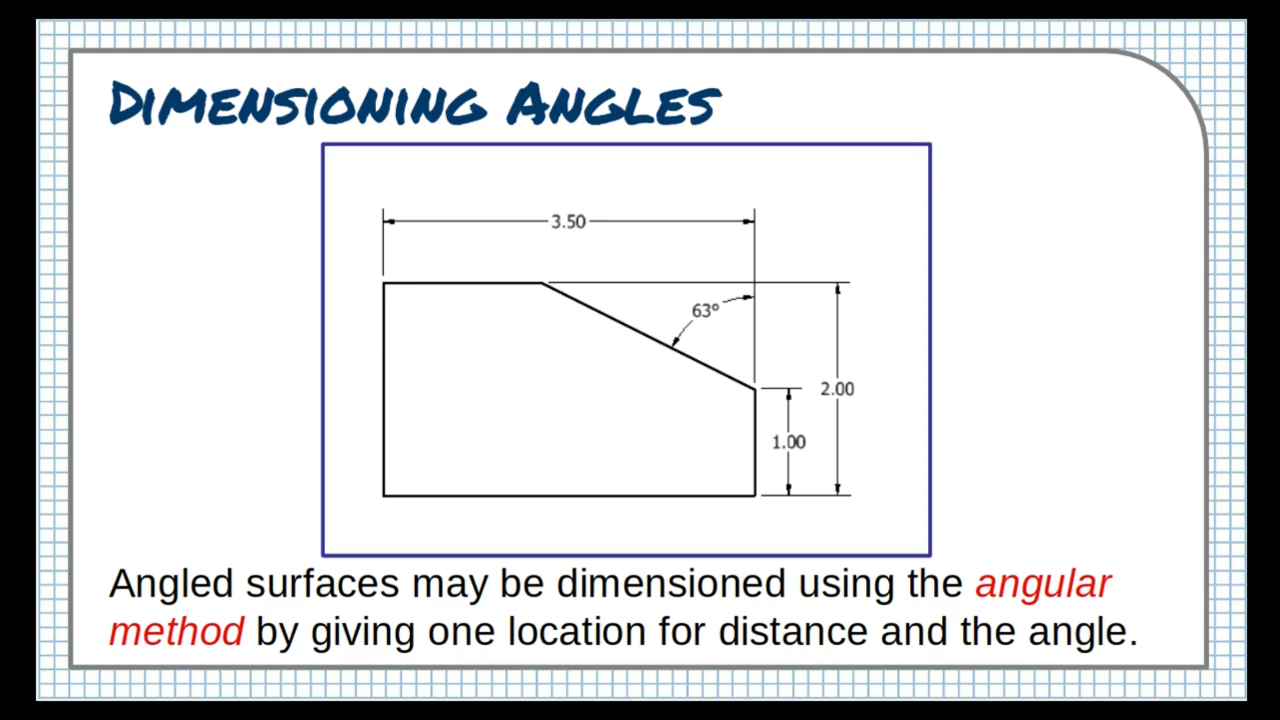 DIMENSIONING ANGLES
3.50
63°
2.00
1.00
Angled surfaces may be dimensioned using the angular
method by giving one location for distance and the angle.